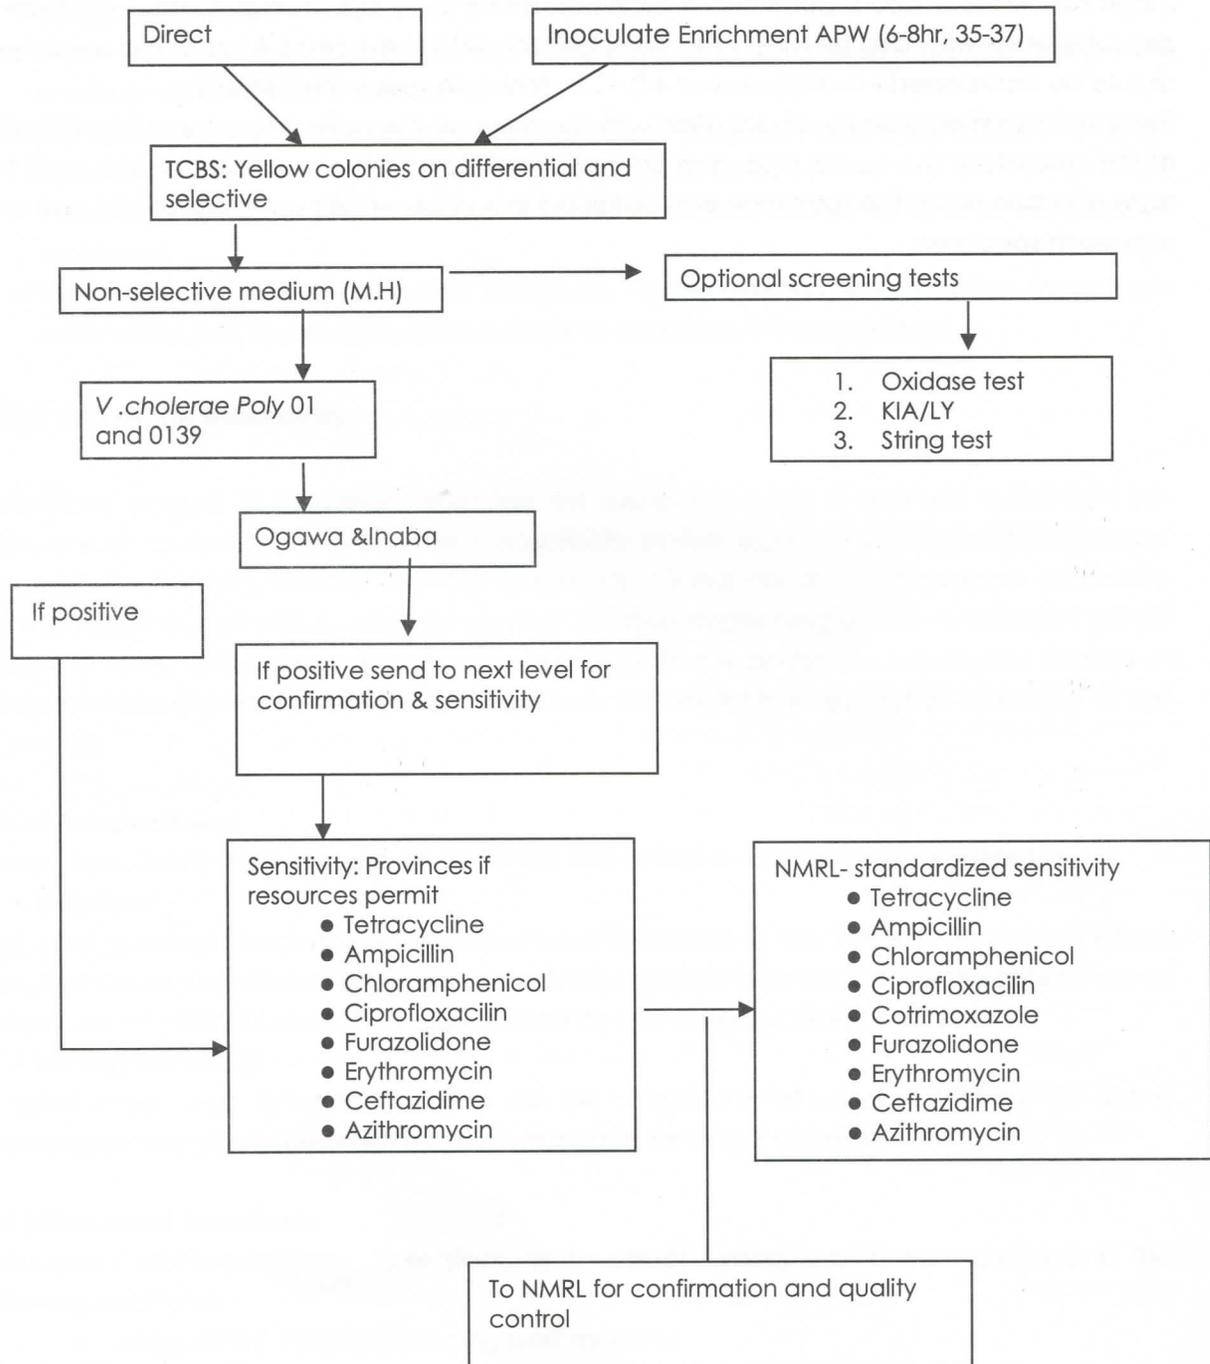 Direct
Inoculate Enrichment APW (6-8hr, 35-37)
TCBS: Yellow colonies on differential and
selective
Non-selective medium (M.H)
Optional screening tests
1. Oxidase test
2. KIA/LY
3. String test
V .cholerae Poly 01
and 0139
Ogawa &Inaba
If positive
If positive send to next level for
confirmation & sensitivity
Sensitivity: Provinces if
resources permit
● Tetracycline
● Ampicillin
● Chloramphenicol
● Ciprofloxacilin
● Furazolidone
● Erythromycin
● Ceftazidime
● Azithromycin
NMRL- standardized sensitivity
● Tetracycline
● Ampicillin
● Chloramphenicol
● Ciprofloxacilin
● Cotrimoxazole
● Furazolidone
● Erythromycin
● Ceftazidime
● Azithromycin
To NMRL for confirmation and quality
control